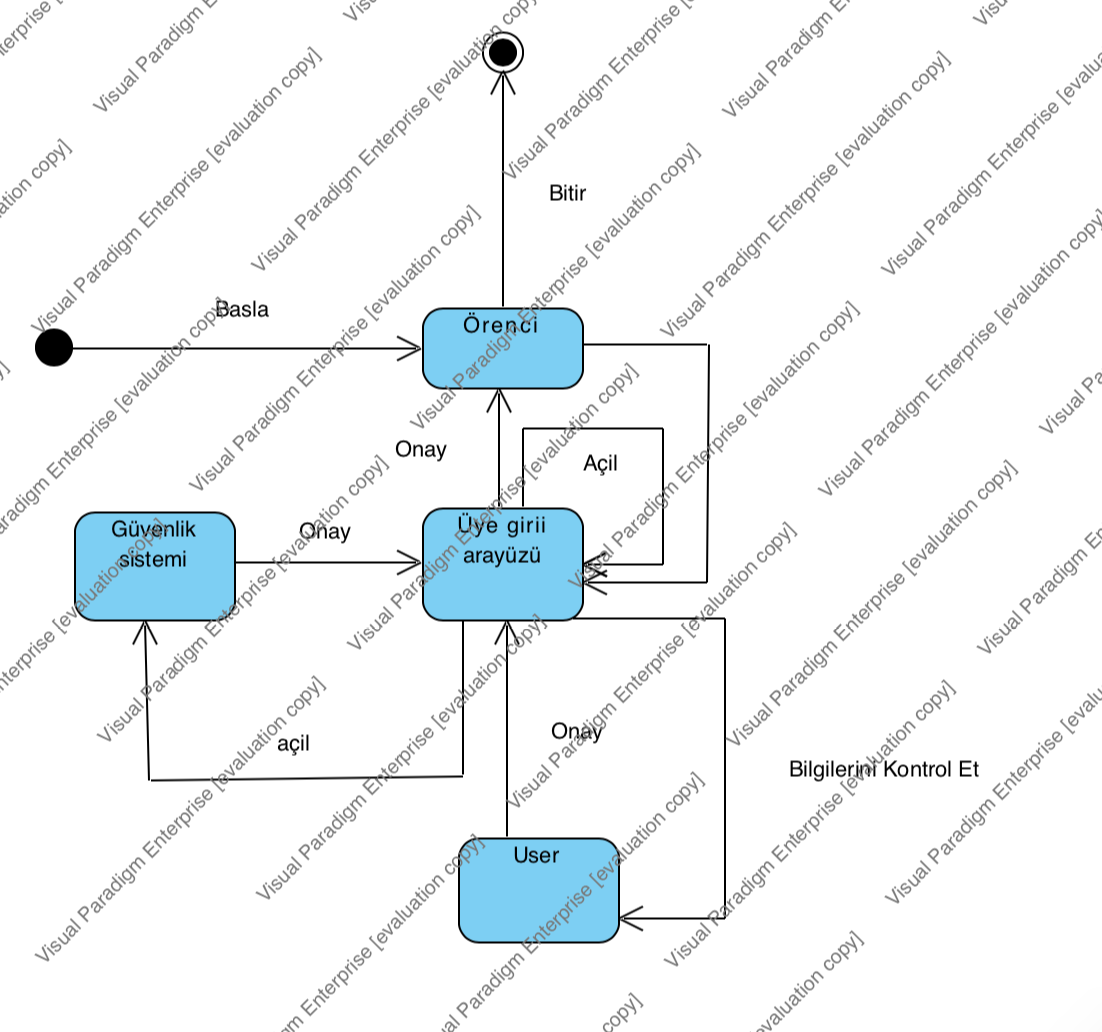 Bitir
Basla
Örenci
Onay
Açil
Güvenlik
sistemi
Onay
Üye girii
arayüzü
açil
Onay
Bilgilerini Kontrol Et
User
Visual Paradigm Enterprise [evaluation copy]